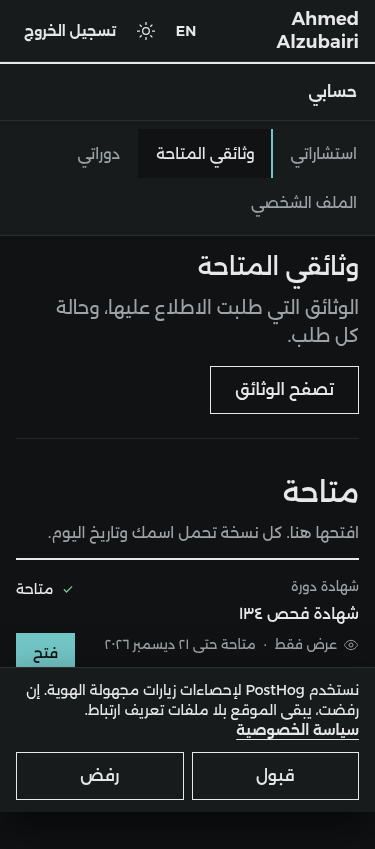 Ahmed
Alzubairi
EN
تسجيل الخروج
حسابي
استشاراتي
وثائقي المتاحة
دوراتي
الملف الشخصي
وثائقي المتاحة
الوثائق التي طلبت الاطلاع عليها، وحالة
كل طلب.
تصفح الوثائق
متاحة
افتحها هنا. كل نسخة تحمل اسمك وتاريخ اليوم.
شهادة دورة
متاحة
شهادة فحص ١٣٤
عرض فقط · متاحة حتى ٢١ ديسمبر ٢٠٢٦
فتح
نستخدم PostHog لإحصاءات زيارات مجهولة الهوية. إن
رفضت، يبقى الموقع بلا ملفات تعريف ارتباط.
سياسة الخصوصية
قبول
رفض